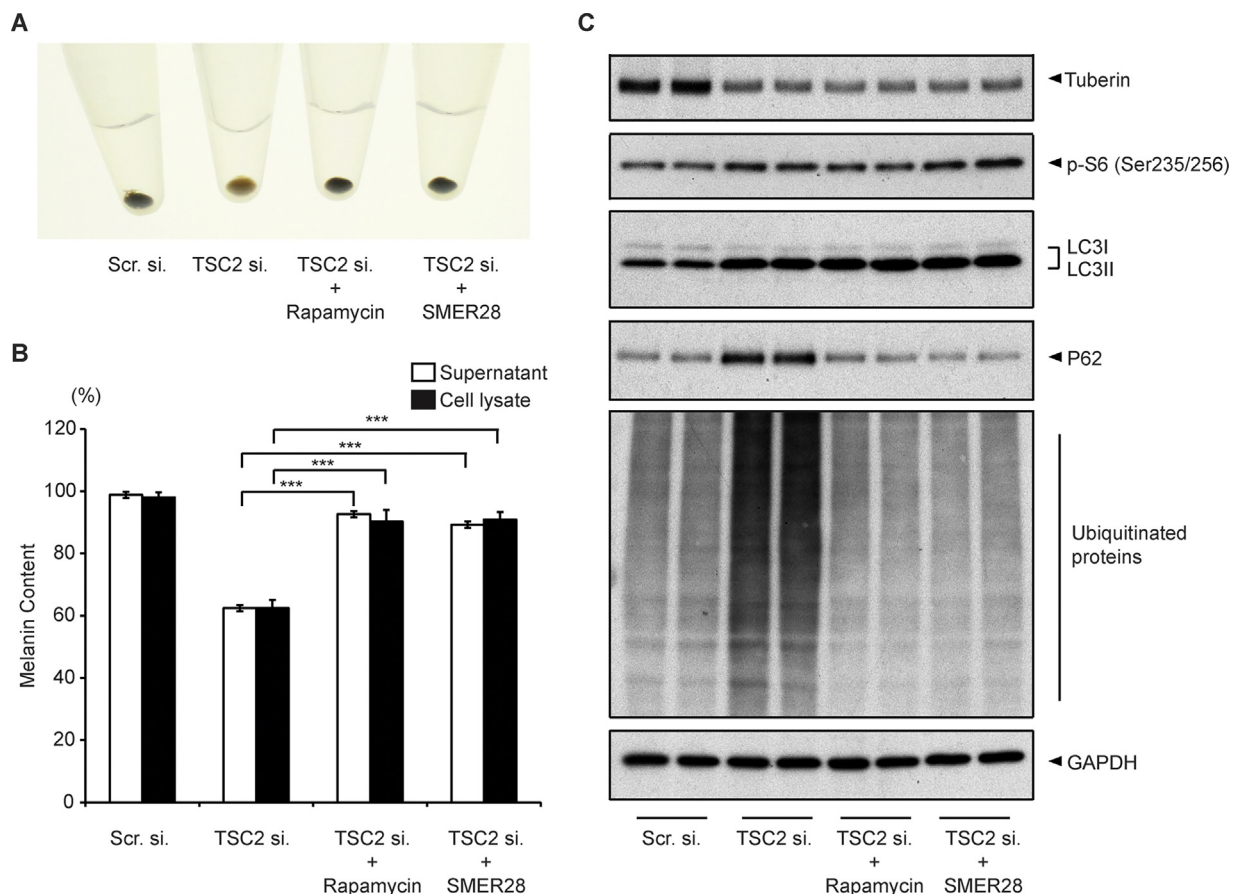 A
Scr. si.
TSC2 si.
TSC2 si.
+
Rapamycin
TSC2 si.
+
SMER28
B
(%)
Supernatant
Cell lysate
***
***
***
***
120
100
80
60
40
20
0
Melanin Content
Scr. si.
TSC2 si.
TSC2 si.
+
Rapamycin
TSC2 si.
+
SMER28
C
Tuberin
p-S6 (Ser235/256)
LC3I
LC3II
P62
Ubiquitinated
proteins
GAPDH
Scr. si.
TSC2 si.
TSC2 si.
+
Rapamycin
TSC2 si.
+
SMER28